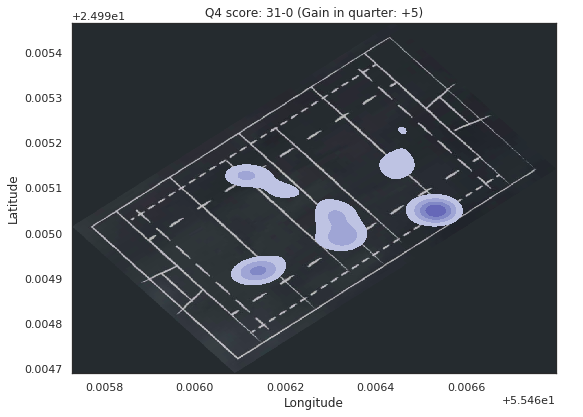 Q4 score: 31-0 (Gain in quarter: +5)
+2.499e1
0.0054
0.0053
0.0052
0.0051
0.0050
0.0049
0.0048
0.0047
Latitude
0.0058 0.0060 0.0062 0.0064 0.0066
Longitude
+5.546e1